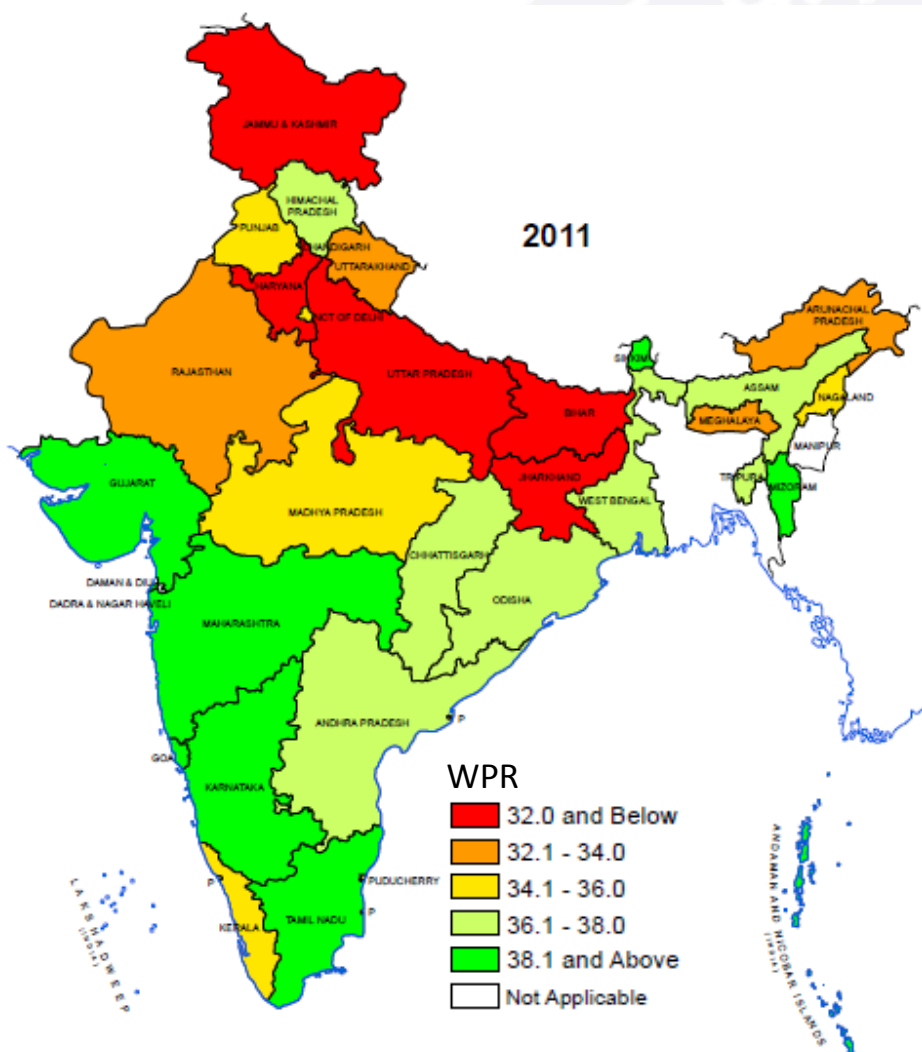 JAMMU & KASHMIR
HIMACHAL
PRADESH
PUNJAB
2011
HANDIGARH
UTTARAKHAND
HARYANA
NCT OF DELHI
ARUNACHAL
PRADESH
RAJASTHAN
UTTAR PRADESH
SIKKIM
ASSAM
NAGALAND
BIHAR
MEGHALAYA
MANIPUR
GUJARAT
JHARKHAND
TRIPURA
MIZORAM
WEST BENGAL
MADHYA PRADESH
CHHATTISGARH
DAMAN & DIU
ODISHA
DADRA & NAGAR HAVELI
MAHARASHTRA
ANDHRA PRADESH
P
GOA
KARNATAKA
WPR
32.0 and Below
32.1 - 34.0
34.1 - 36.0
36.1 - 38.0
38.1 and Above
Not Applicable
P
PUDUCHERRY
P
KERALA
TAMIL NADU
LAKSHADWEEP
(INDIA)
ANDAMAN AND NICOBAR ISLANDS
(INDIA)